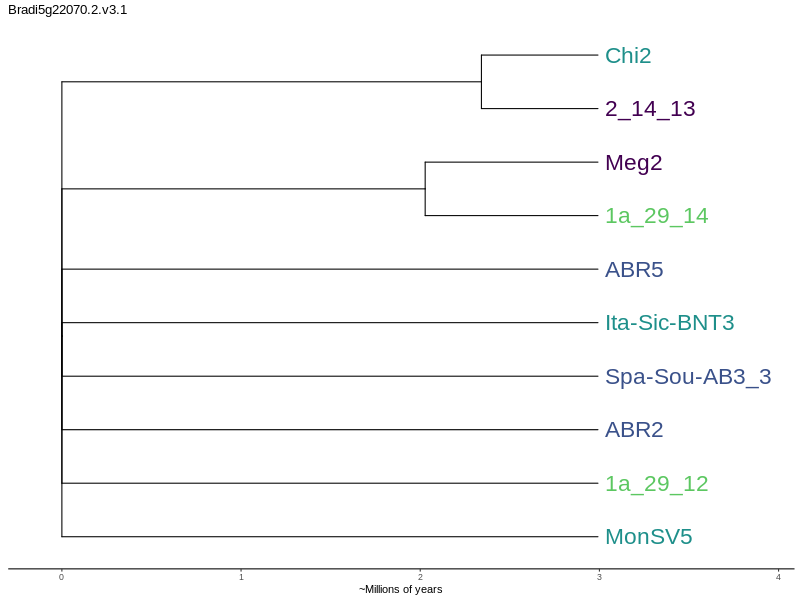 Bradi5g22070.2.v3.1
Chi2
2_14_13
Meg2
1a_29_14
ABR5
Ita-Sic-BNT3
Spa-Sou-AB3_3
ABR2
1a_29_12
MonSV5
0 1 2 3 4
~Millions of years